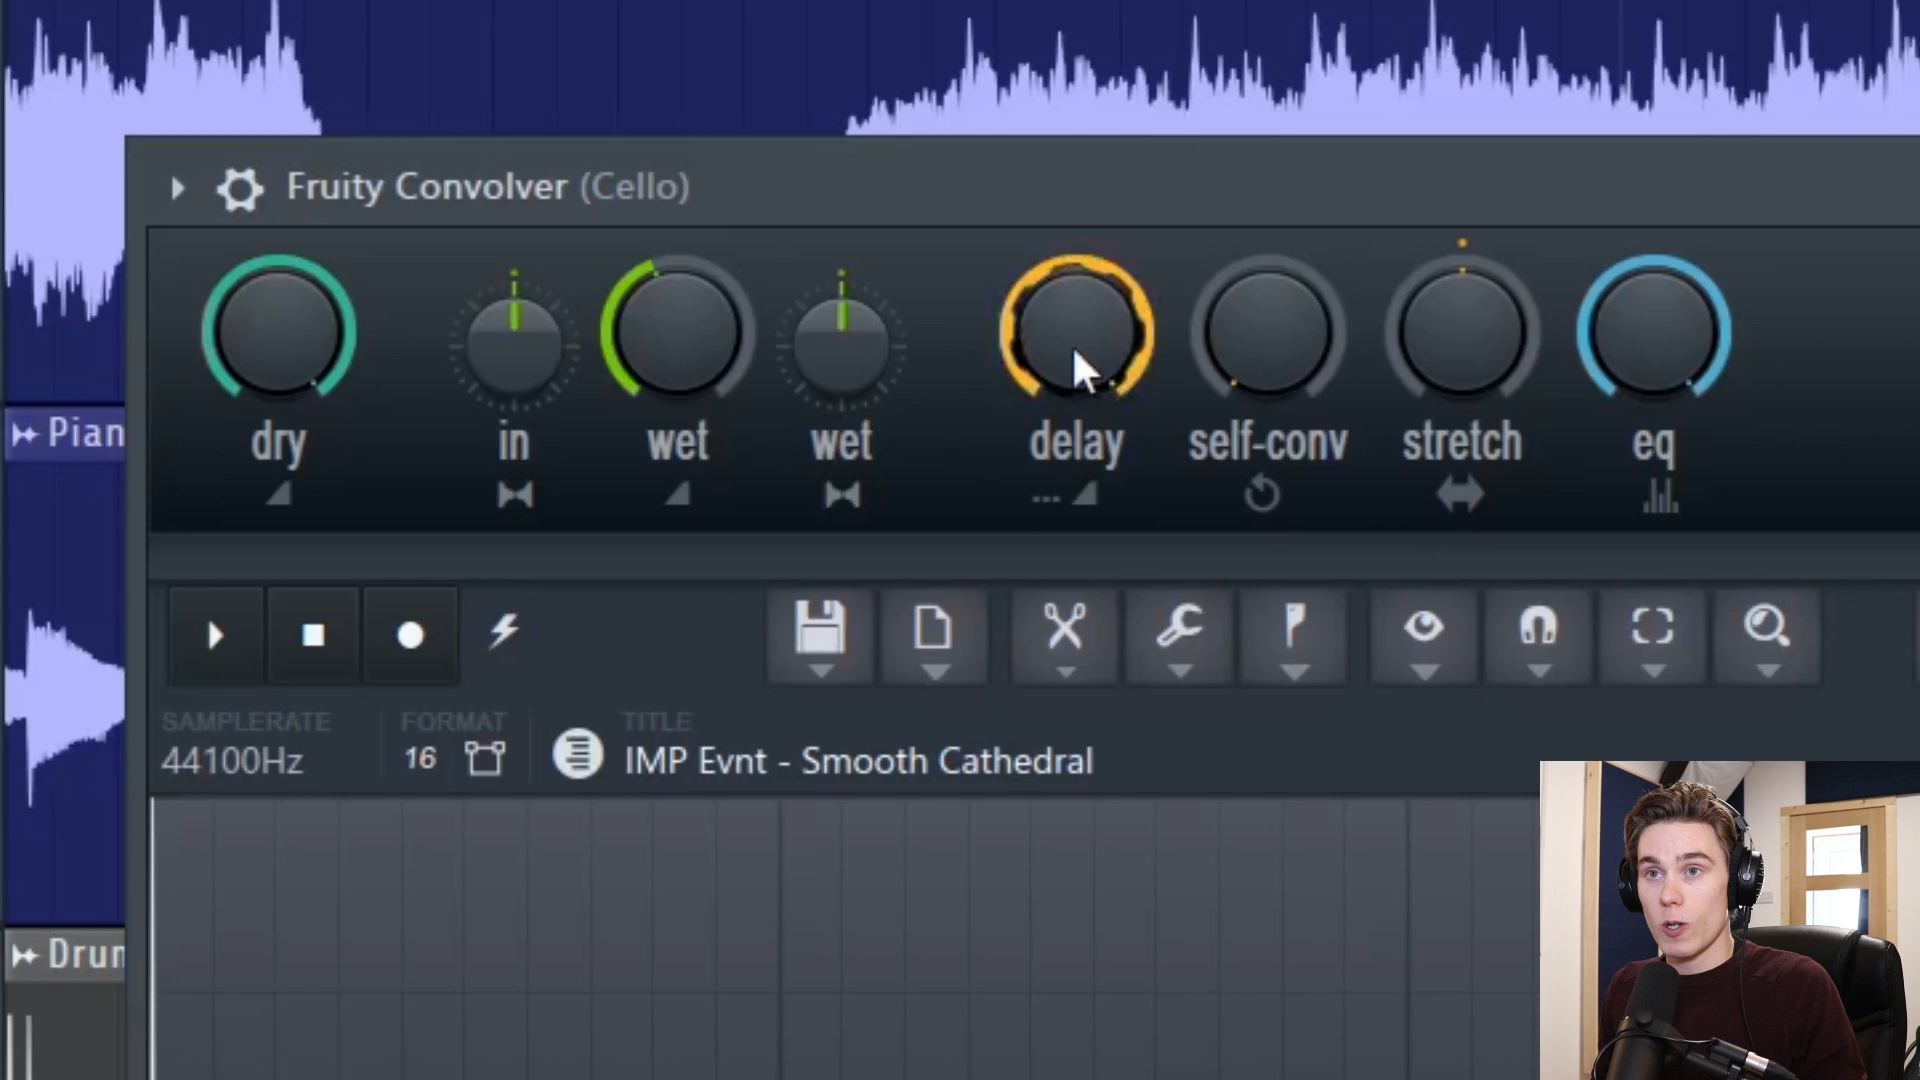 Fruity Convolver (Cello)
dry
in
wet
wet
delay
self-conv
stretch
eq
Pian
SAMPLERATE
FORMAT
TITLE
44100Hz
16
IMP Evnt - Smooth Cathedral
Drun